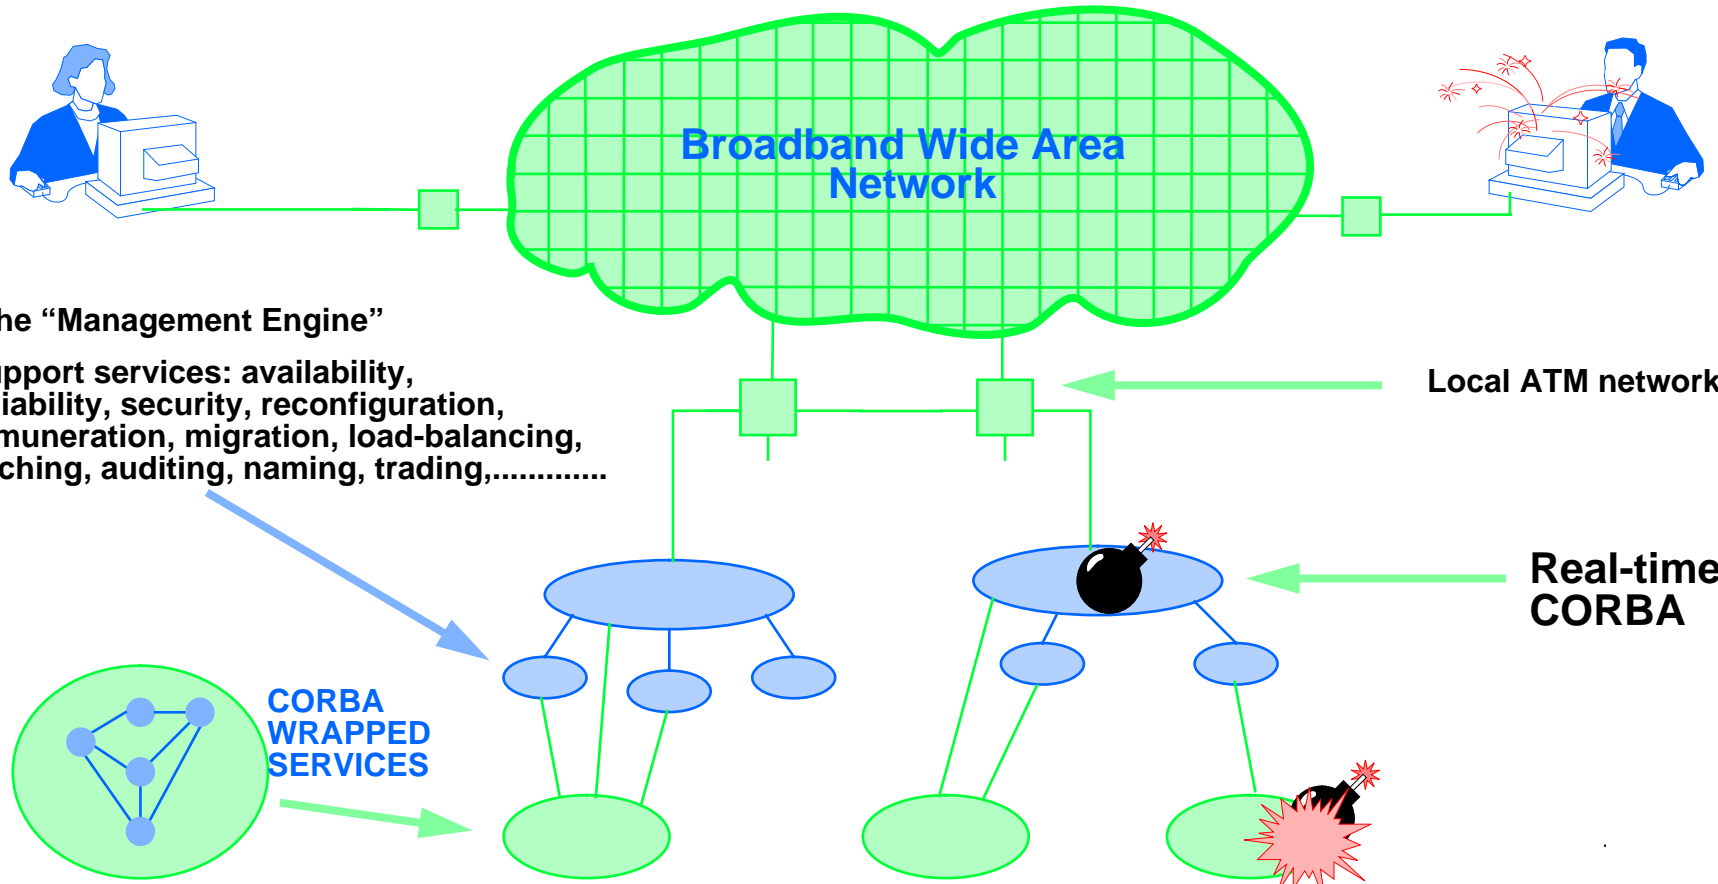 Broadband Wide Area
Network
he “Management Engine”
upport services: availability,
iability, security, reconfiguration,
muneration, migration, load-balancing,
ching, auditing, naming, trading,.............
Local ATM network
Real-time
CORBA
CORBA
WRAPPED
SERVICES